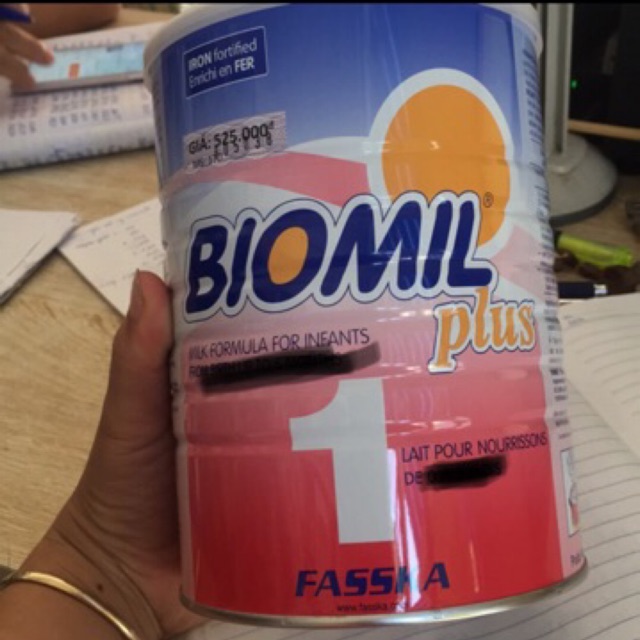 IRON fortified
Enrichi en FER
GIÁ: 525.000đ
BIOMIL®
plus
MILK FORMULA FOR INFANTS
1
LAIT POUR NOURRISSONS
DE
FASSKA